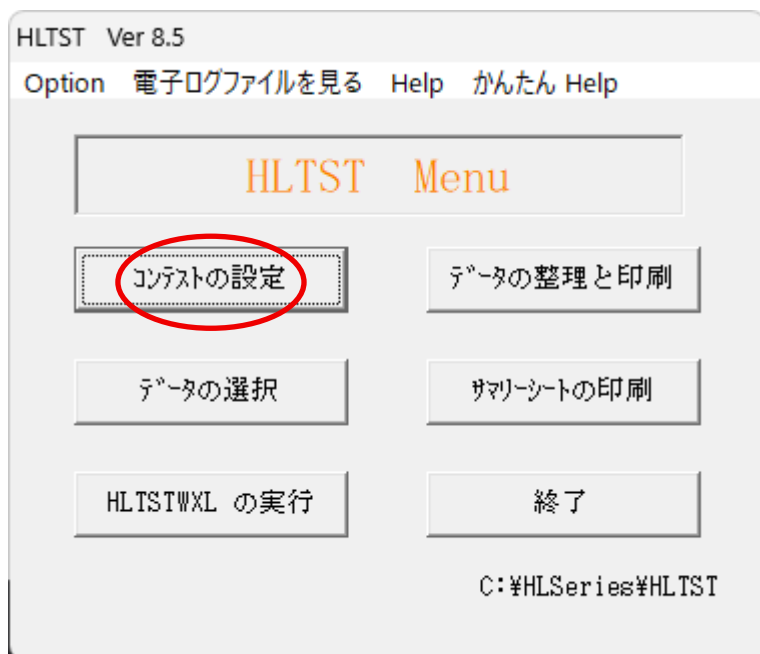 HLTST Ver 8.5
Option 電子ログファイルを見る Help かんたん Help
HLTST Menu
ｺﾝﾃｽﾄの設定
ﾃﾞｰﾀの整理と印刷
ﾃﾞｰﾀの選択
ｻﾏﾘｰｼｰﾄの印刷
HLTSTWXL の実行
終了
C:¥HLSeries¥HLTST